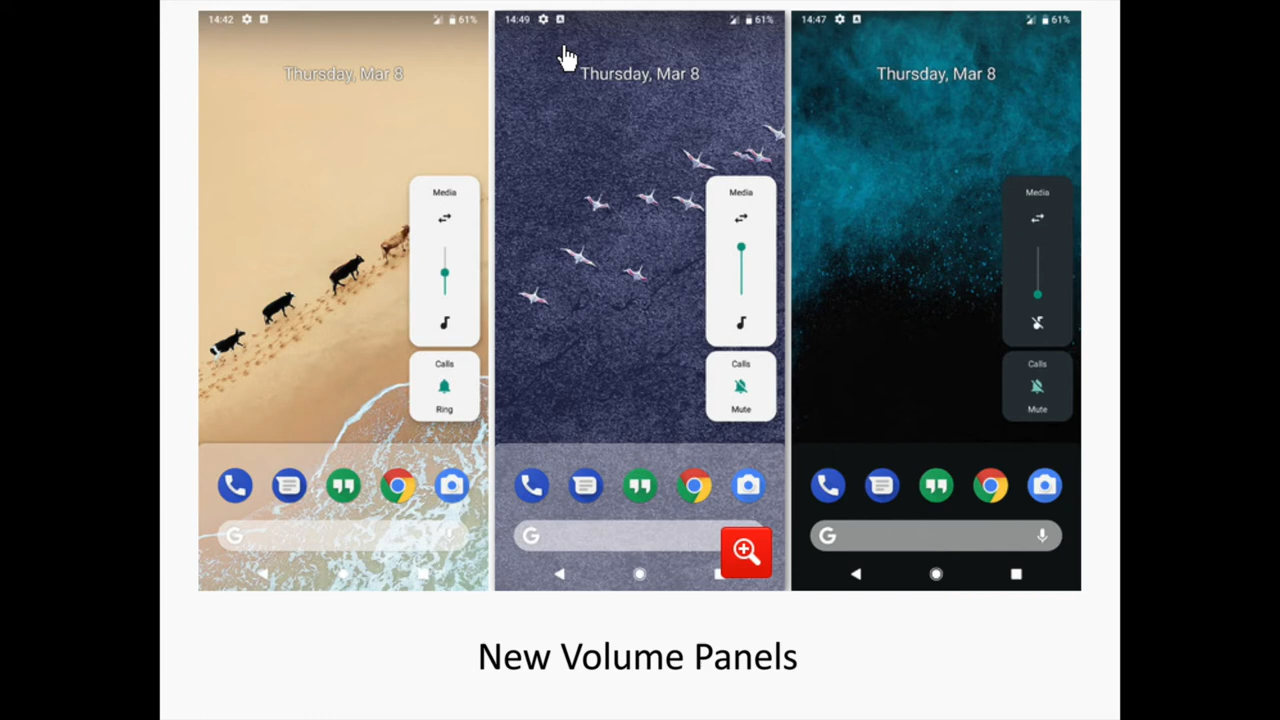 14:42
61%
Thursday, Mar 8
Media
Calls
Ring
G
14:49
61%
Thursday, Mar 8
Media
Calls
Mute
G
14:47
61%
Thursday, Mar 8
Media
Calls
Mute
G
New Volume Panels